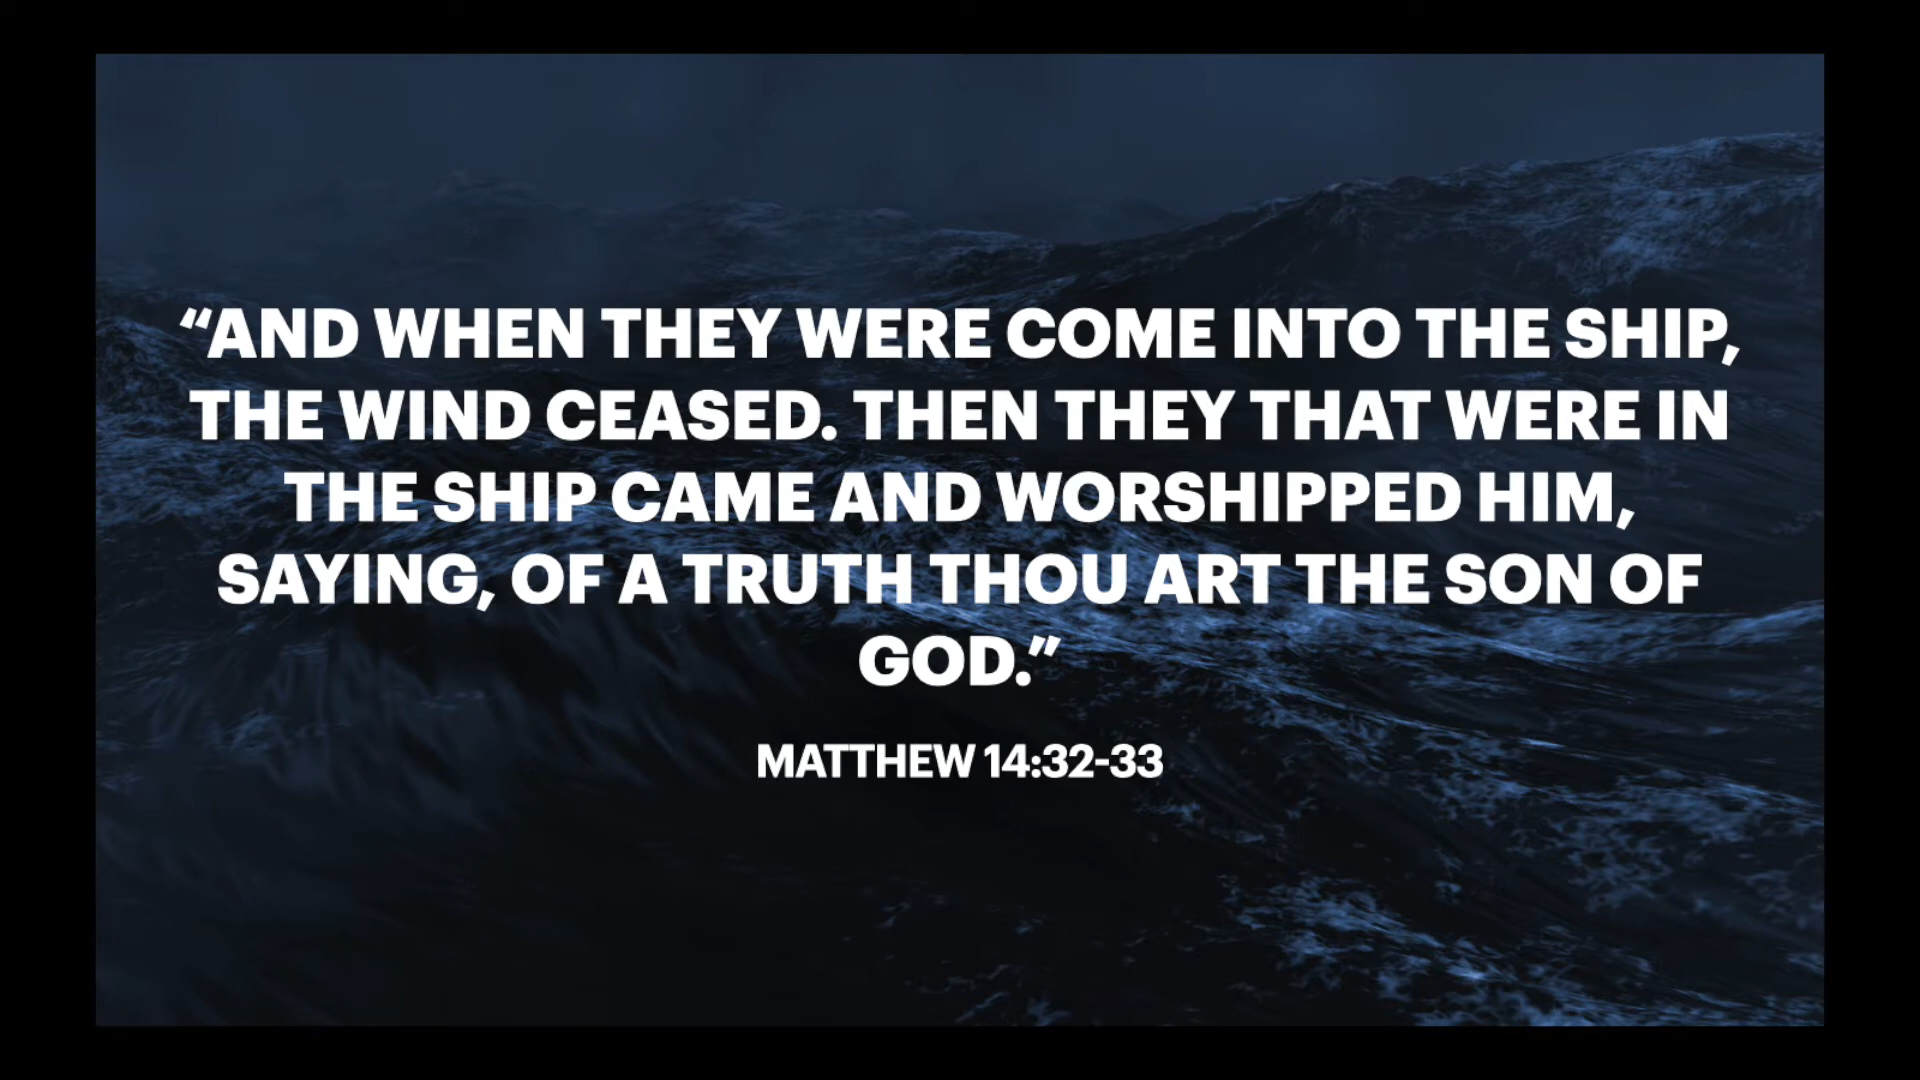 “AND WHEN THEY WERE COME INTO THE SHIP,
THE WIND CEASED. THEN THEY THAT WERE IN
THE SHIP CAME AND WORSHIPPED HIM,
SAYING, OF A TRUTH THOU ART THE SON OF
GOD.”
MATTHEW 14:32-33